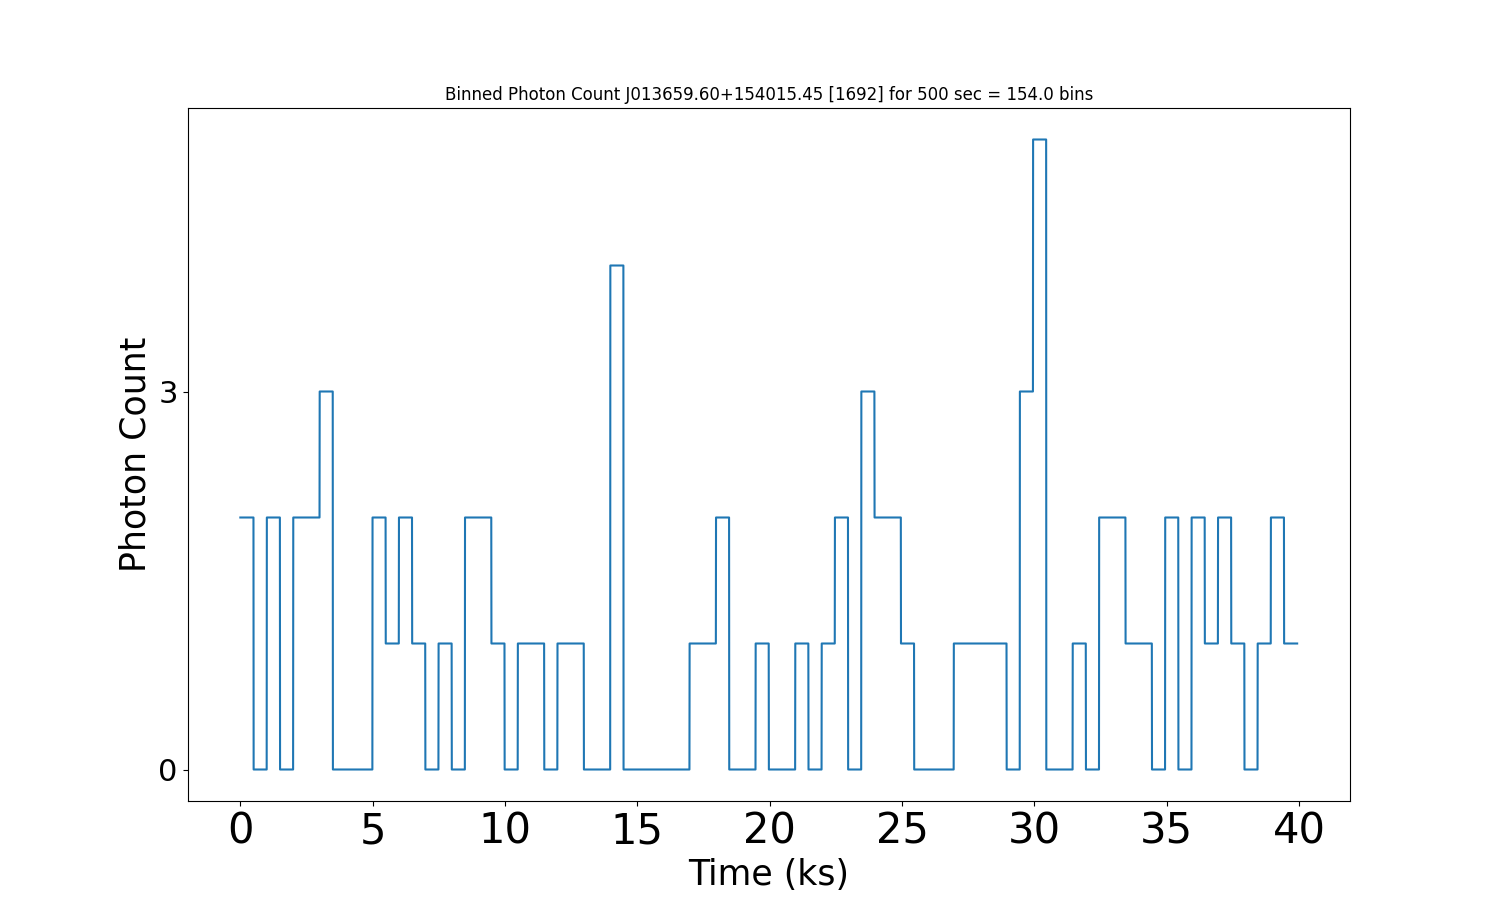 Binned Photon Count J013659.60+154015.45 [1692] for 500 sec = 154.0 bins
Photon Count
3
0
0 5 10 15 20 25 30 35 40
Time (ks)